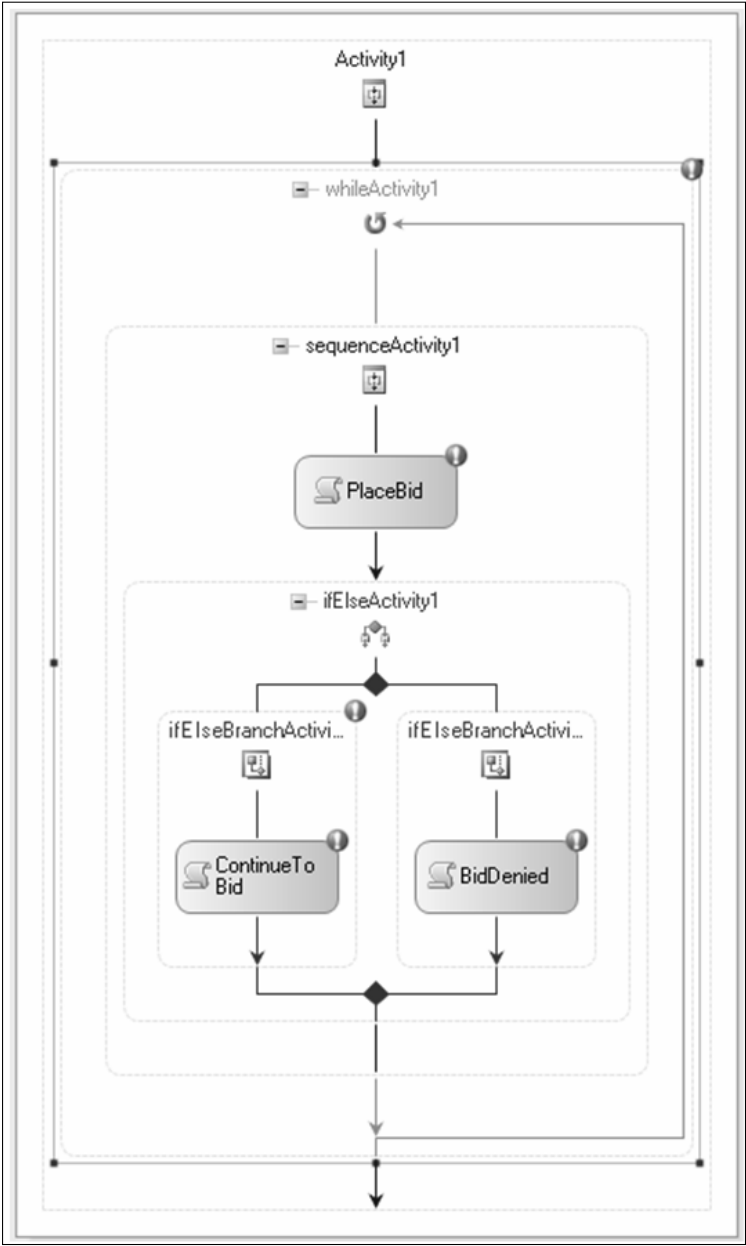 Activity1
whileActivity1
sequenceActivity1
PlaceBid
ifElseActivity1
ifElseBranchActivi...
ifElseBranchActivi...
ContinueTo
Bid
BidDenied